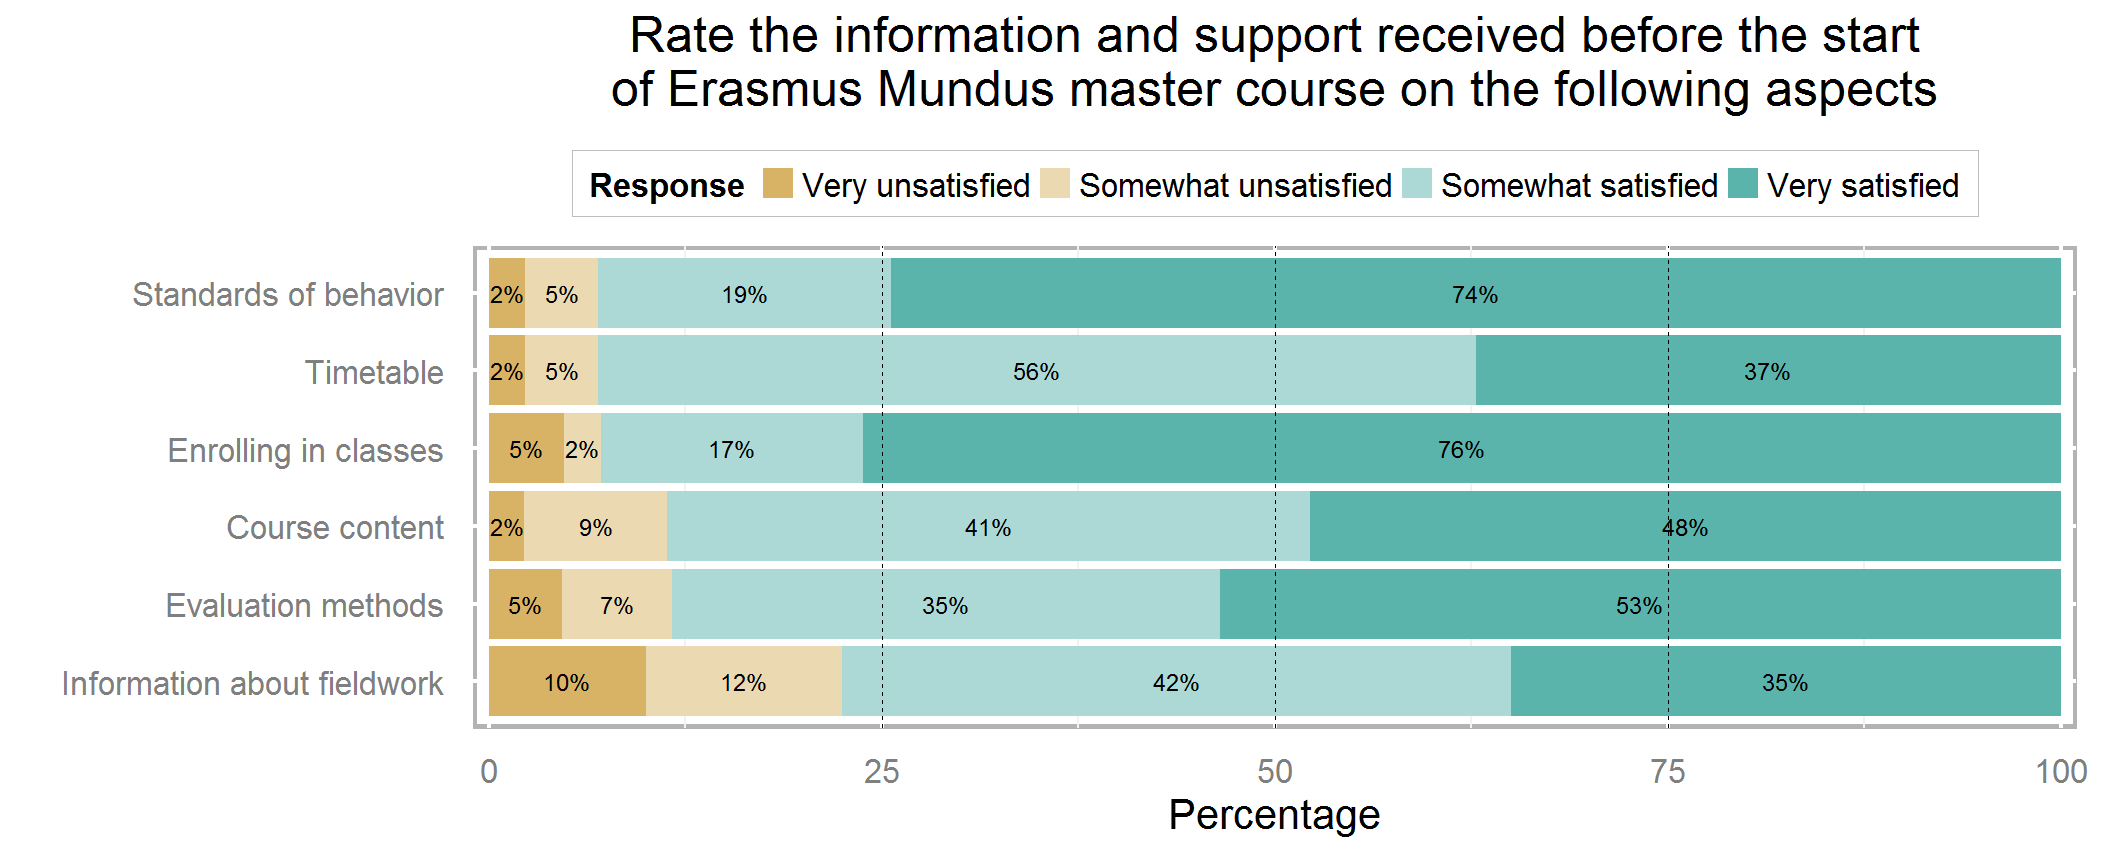 Rate the information and support received before the start
of Erasmus Mundus master course on the following aspects
Response Very unsatisfied Somewhat unsatisfied Somewhat satisfied Very satisfied
Standards of behavior 2% 5% 19% 74%
Timetable 2% 5% 56% 37%
Enrolling in classes 5% 2% 17% 76%
Course content 2% 9% 41% 48%
Evaluation methods 5% 7% 35% 53%
Information about fieldwork 10% 12% 42% 35%
0 25 50 75 100
Percentage